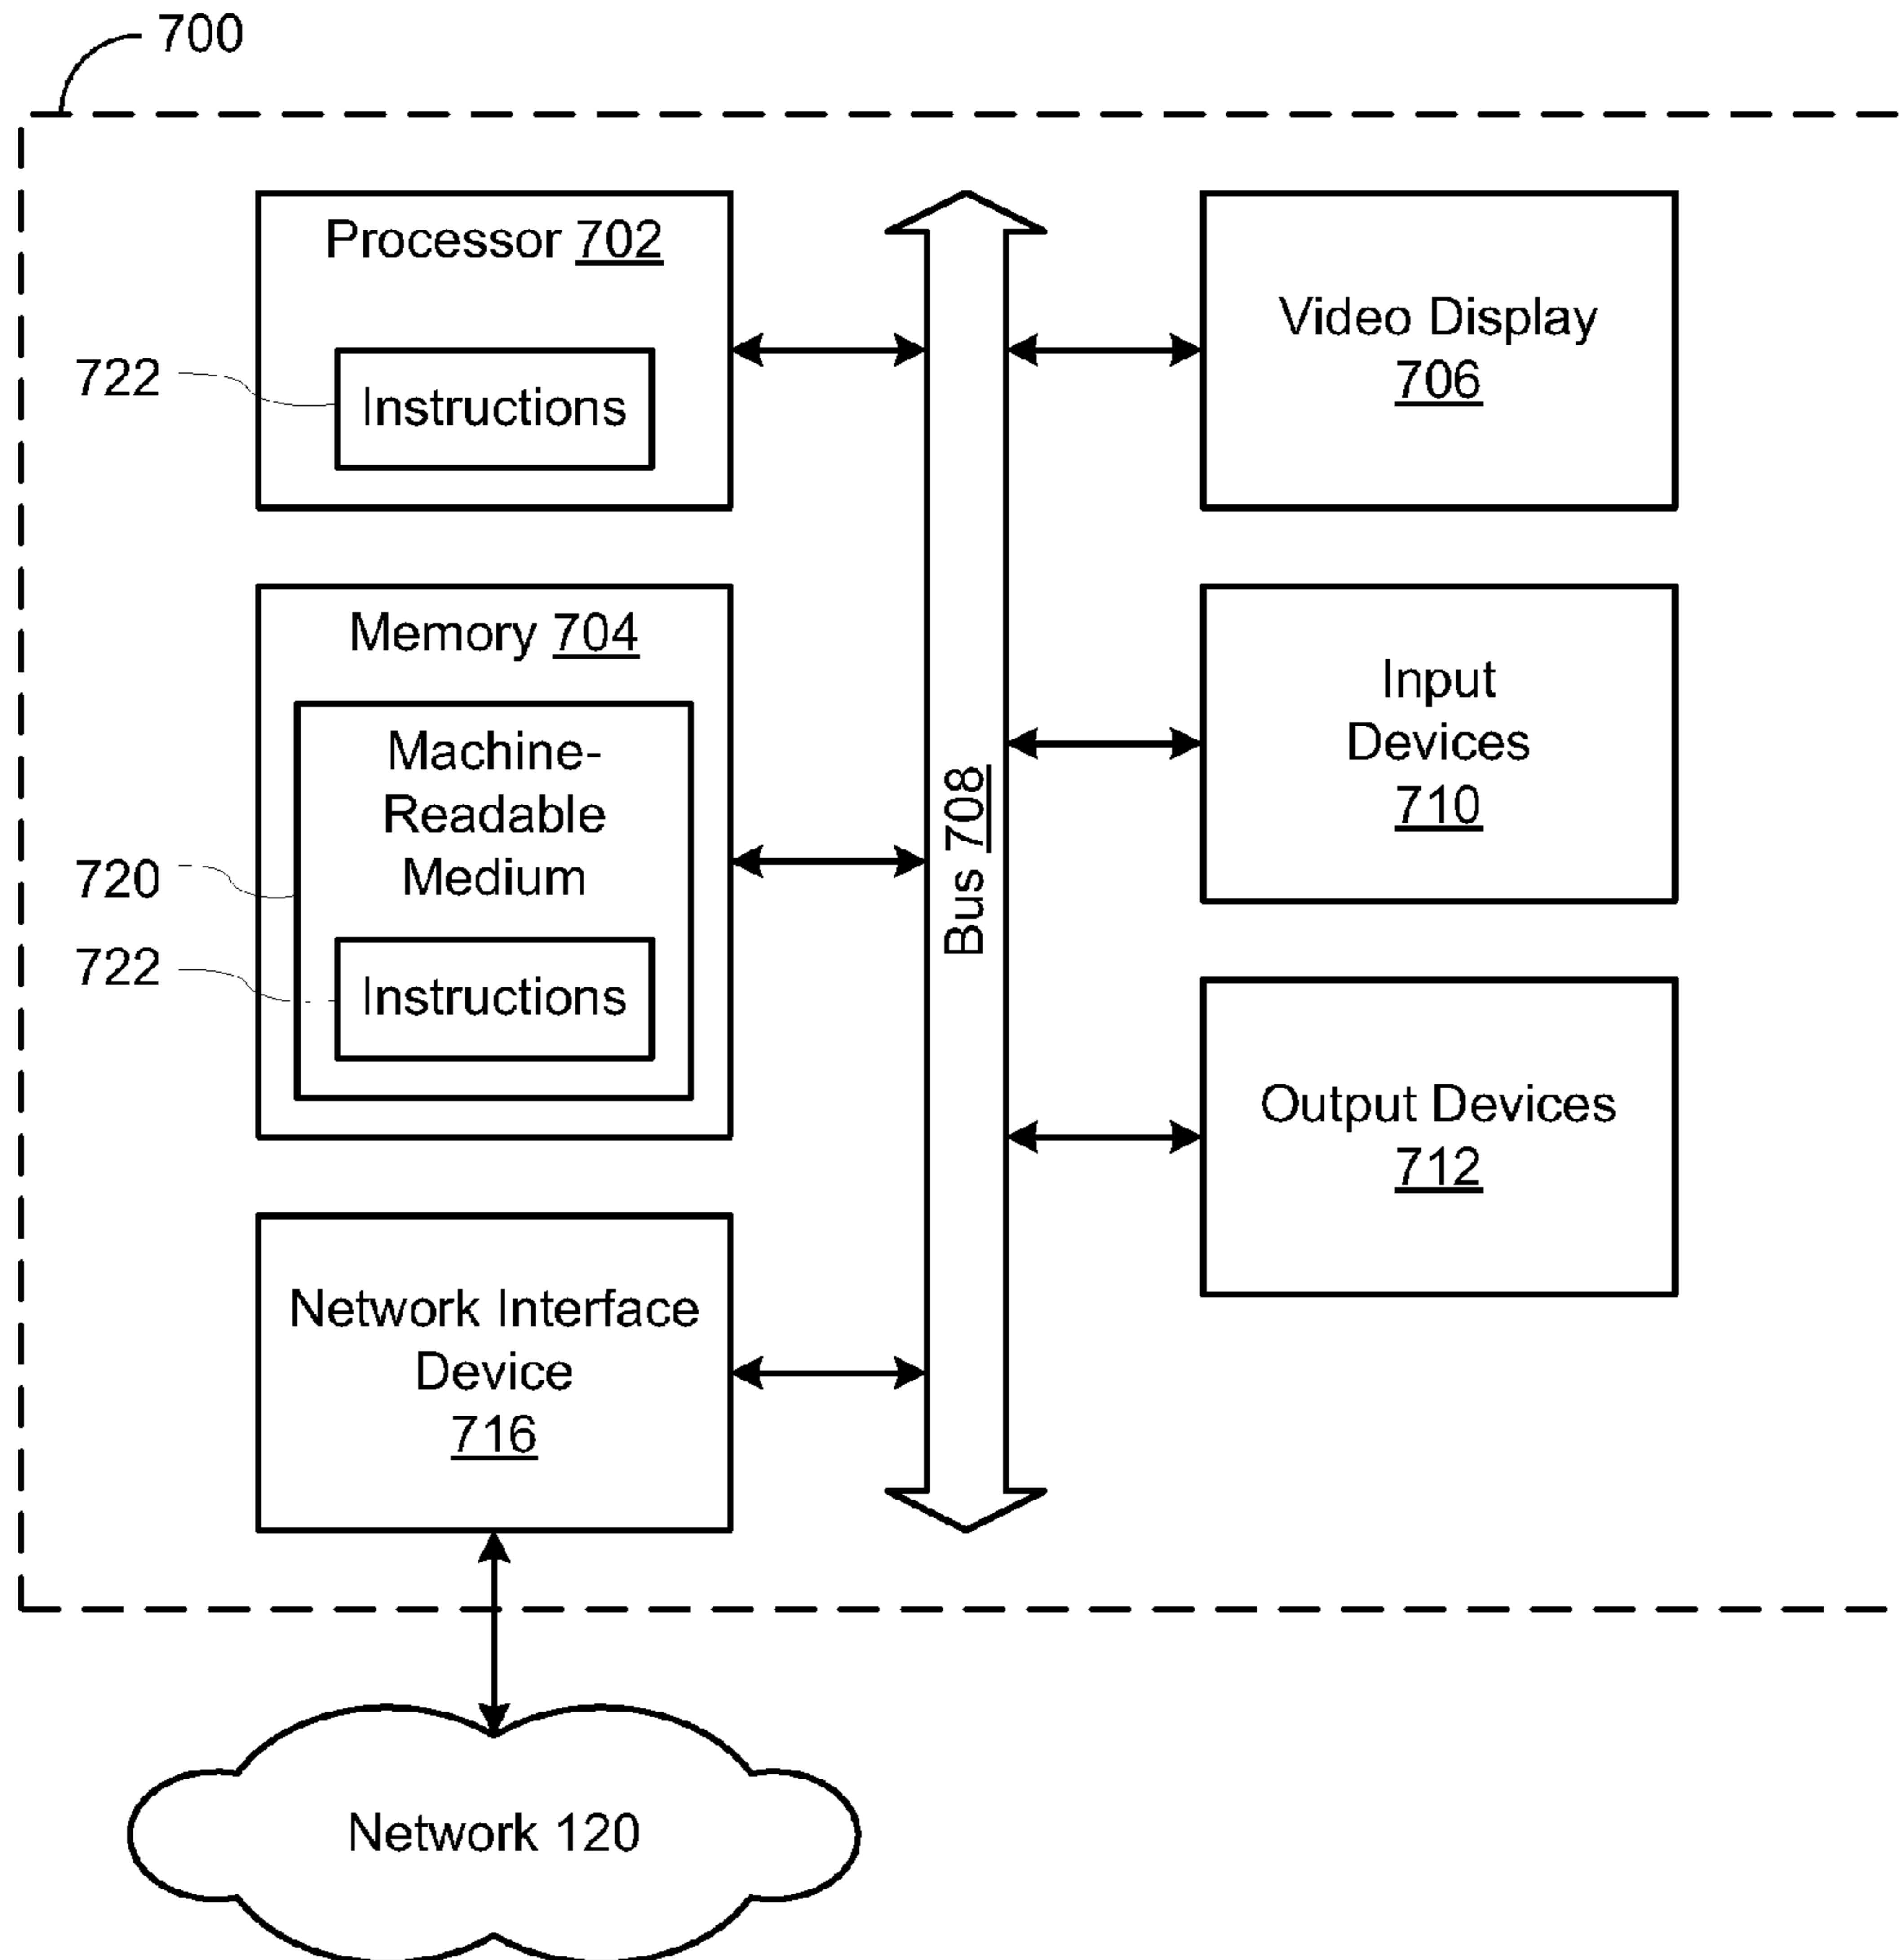 700
Processor 702
722
Instructions
Video Display
706
Memory 704
Machine-
Readable
Medium
720
722
Instructions
Bus 708
Input
Devices
710
Output Devices
712
Network Interface
Device
716
Network 120